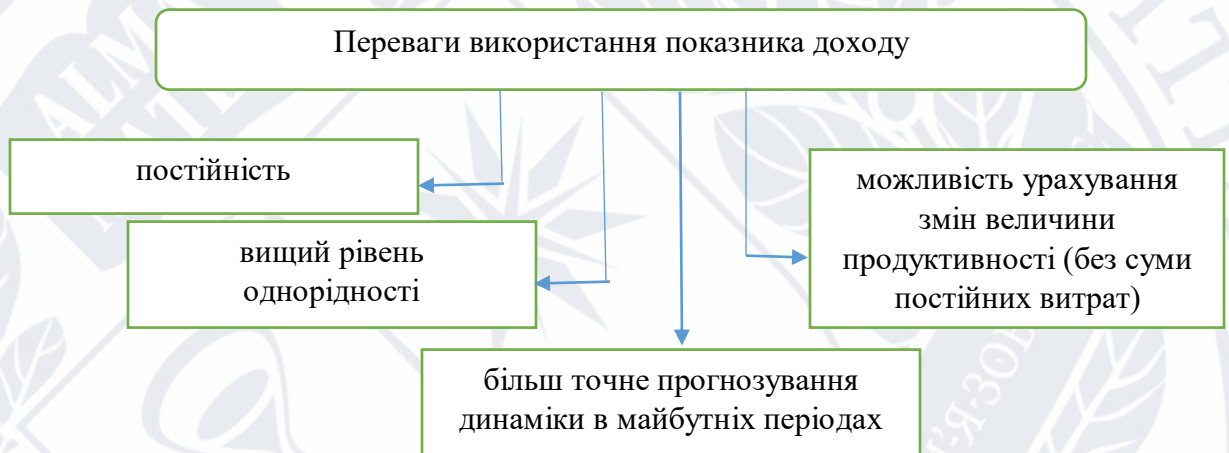 Переваги використання показника доходу
постійність
вищий рівень
однорідності
можливість урахування
змін величини
продуктивності (без суми
постійних витрат)
більш точне прогнозування
динаміки в майбутніх періодах
ALM